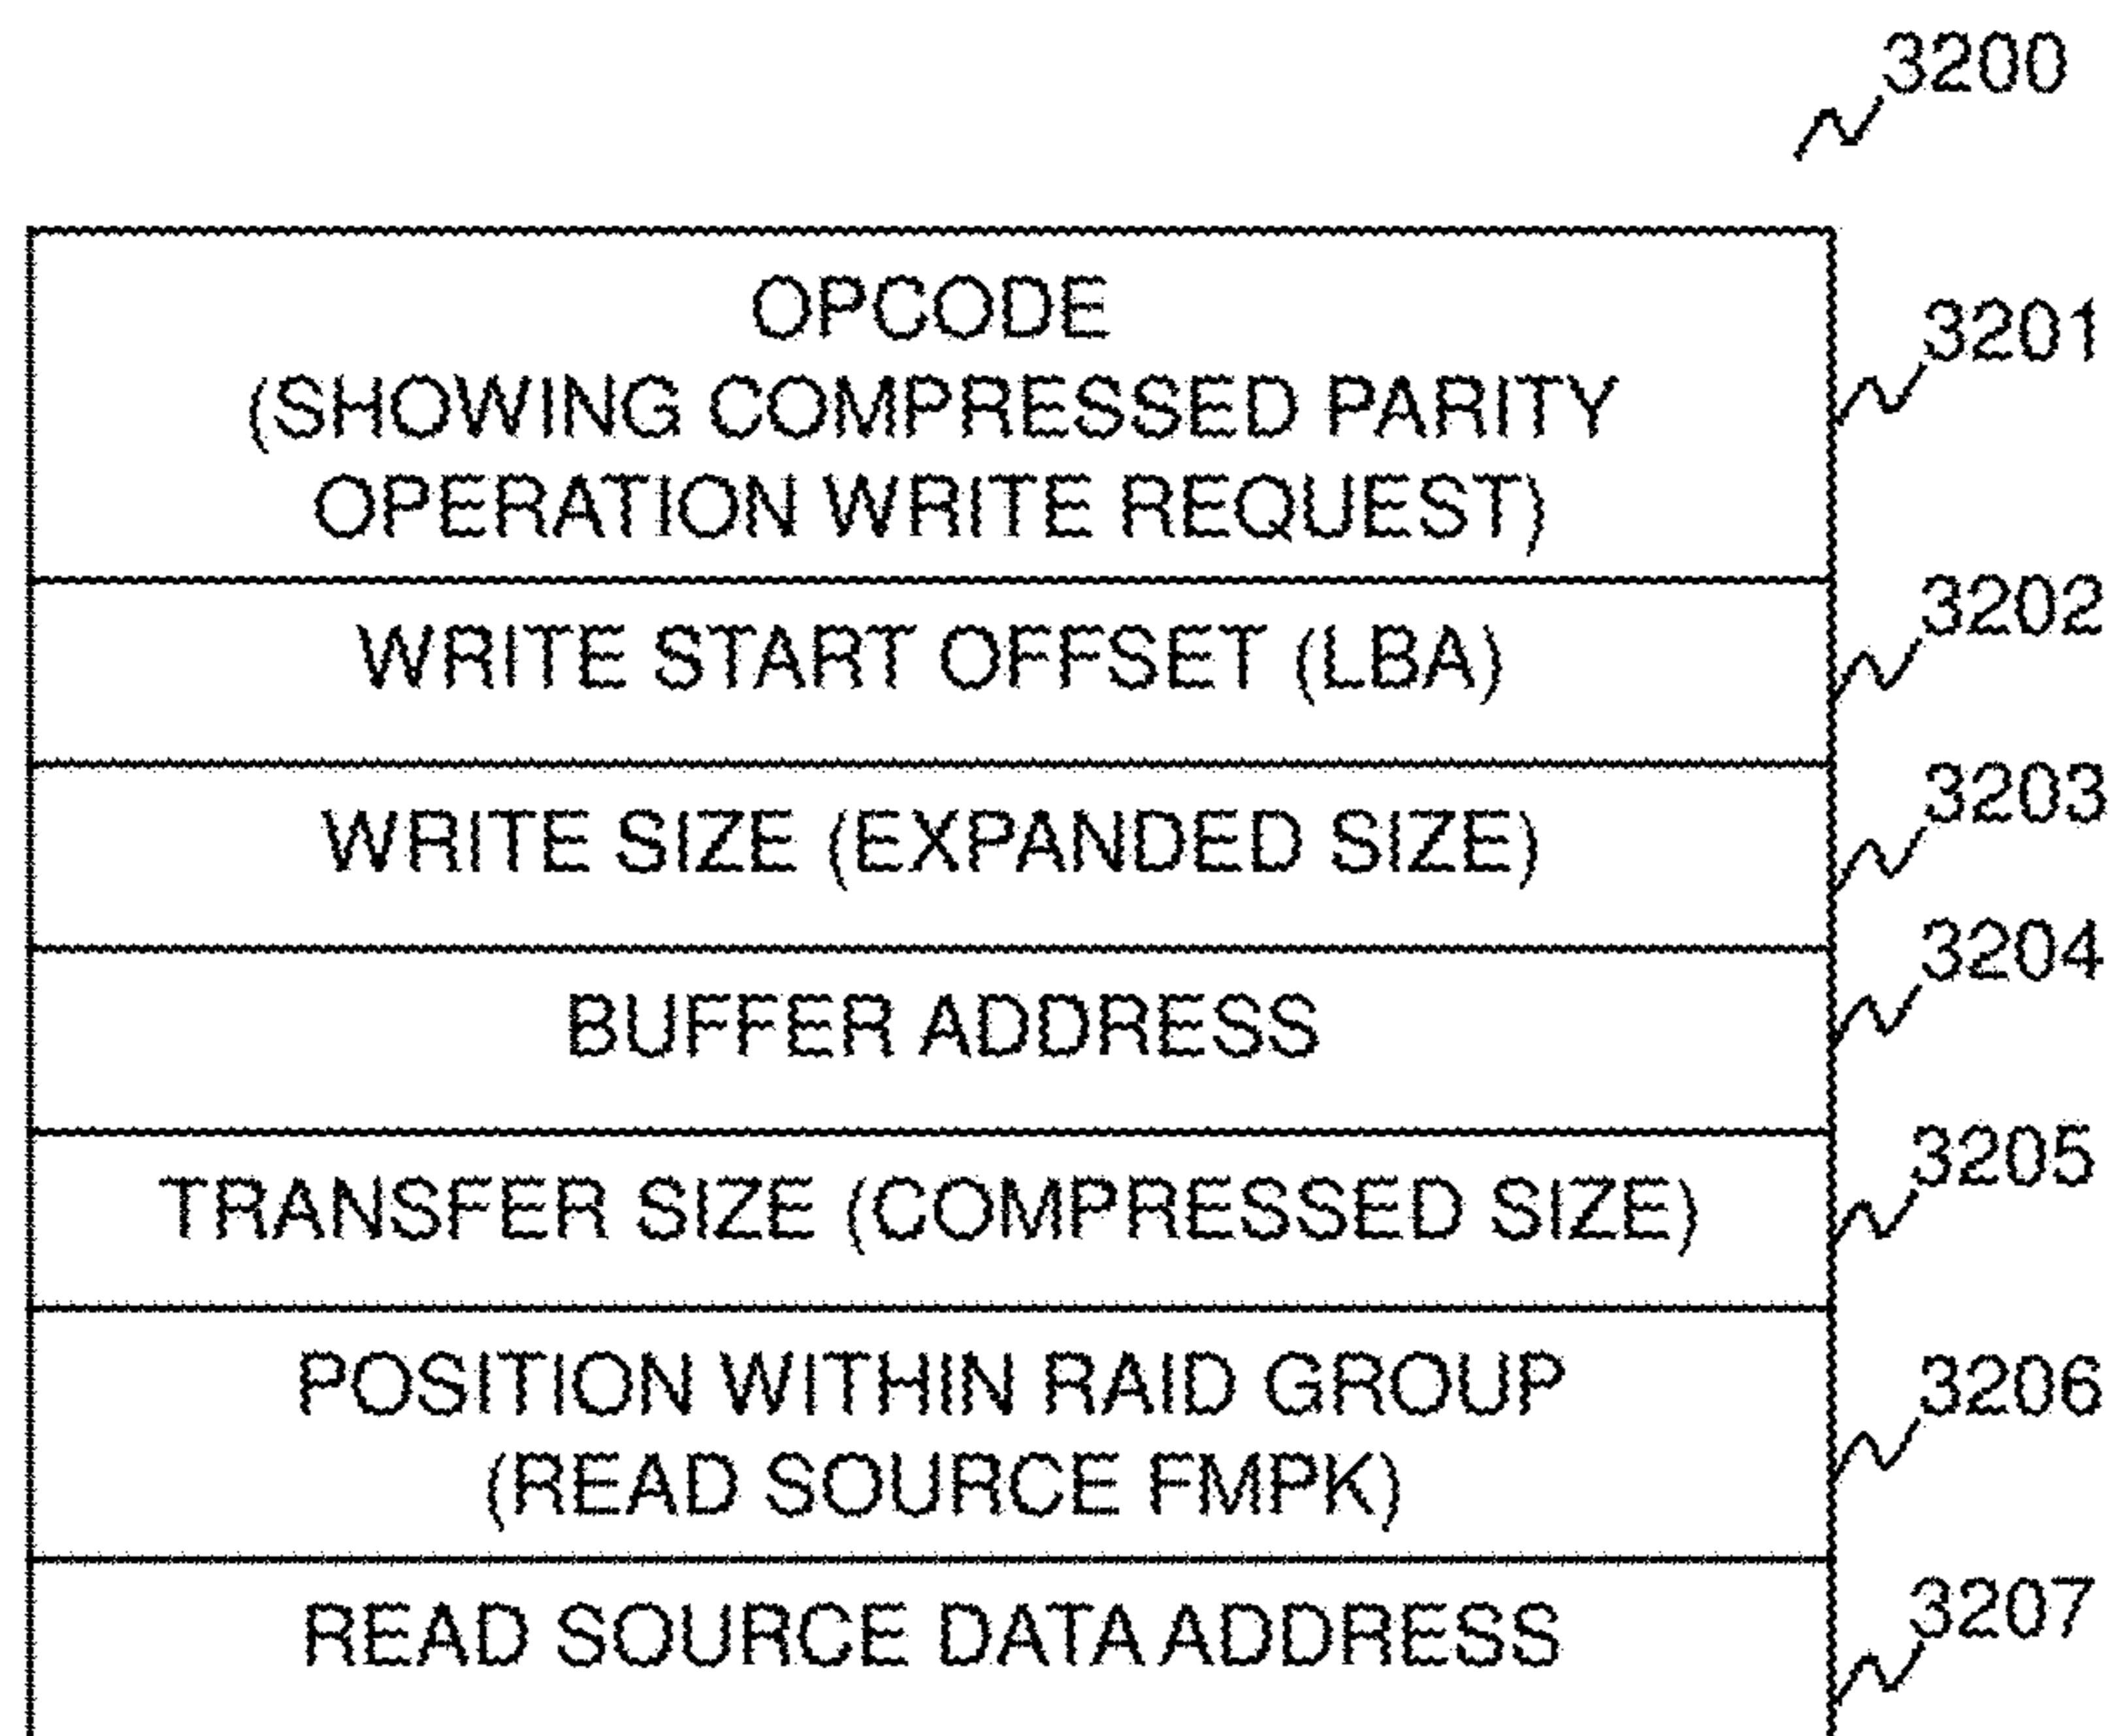 3200
OPCODE
(SHOWING COMPRESSED PARITY
OPERATION WRITE REQUEST)
3201
WRITE START OFFSET (LBA)
3202
WRITE SIZE (EXPANDED SIZE)
3203
BUFFER ADDRESS
3204
TRANSFER SIZE (COMPRESSED SIZE)
3205
POSITION WITHIN RAID GROUP
(READ SOURCE FMPK)
3206
READ SOURCE DATA ADDRESS
3207